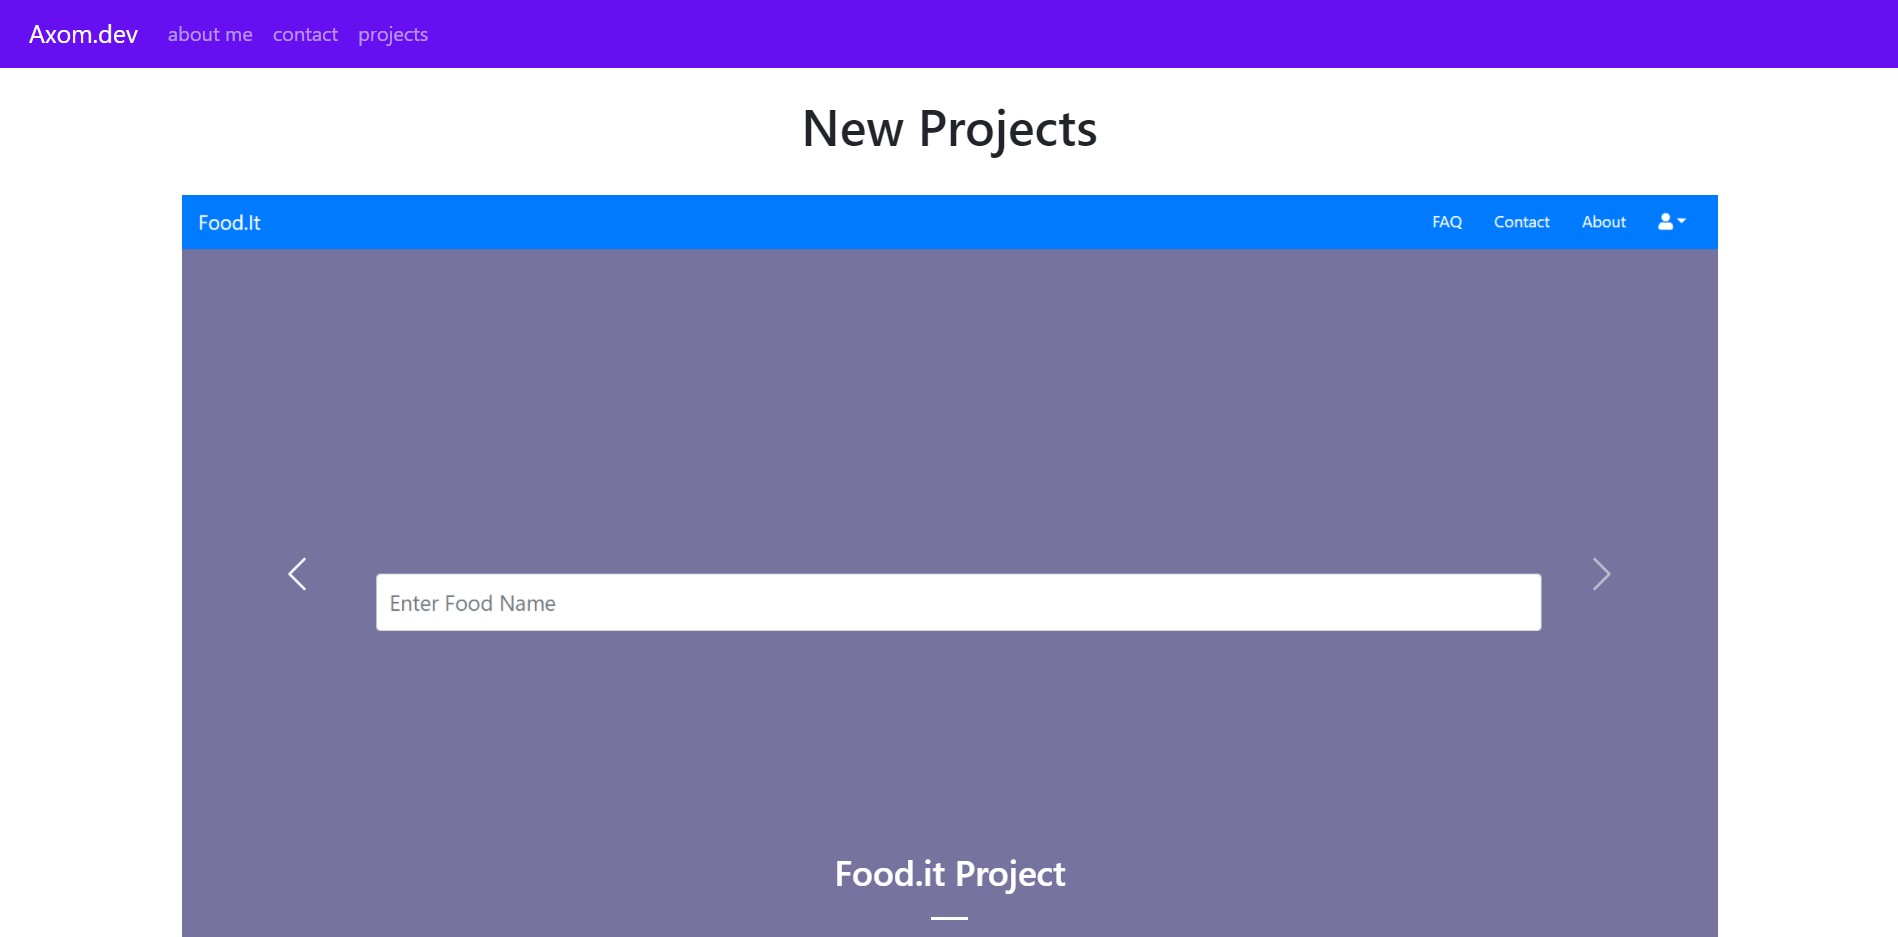 Axom.dev about me contact projects
New Projects
Food.It FAQ Contact About
Enter Food Name
Food.it Project